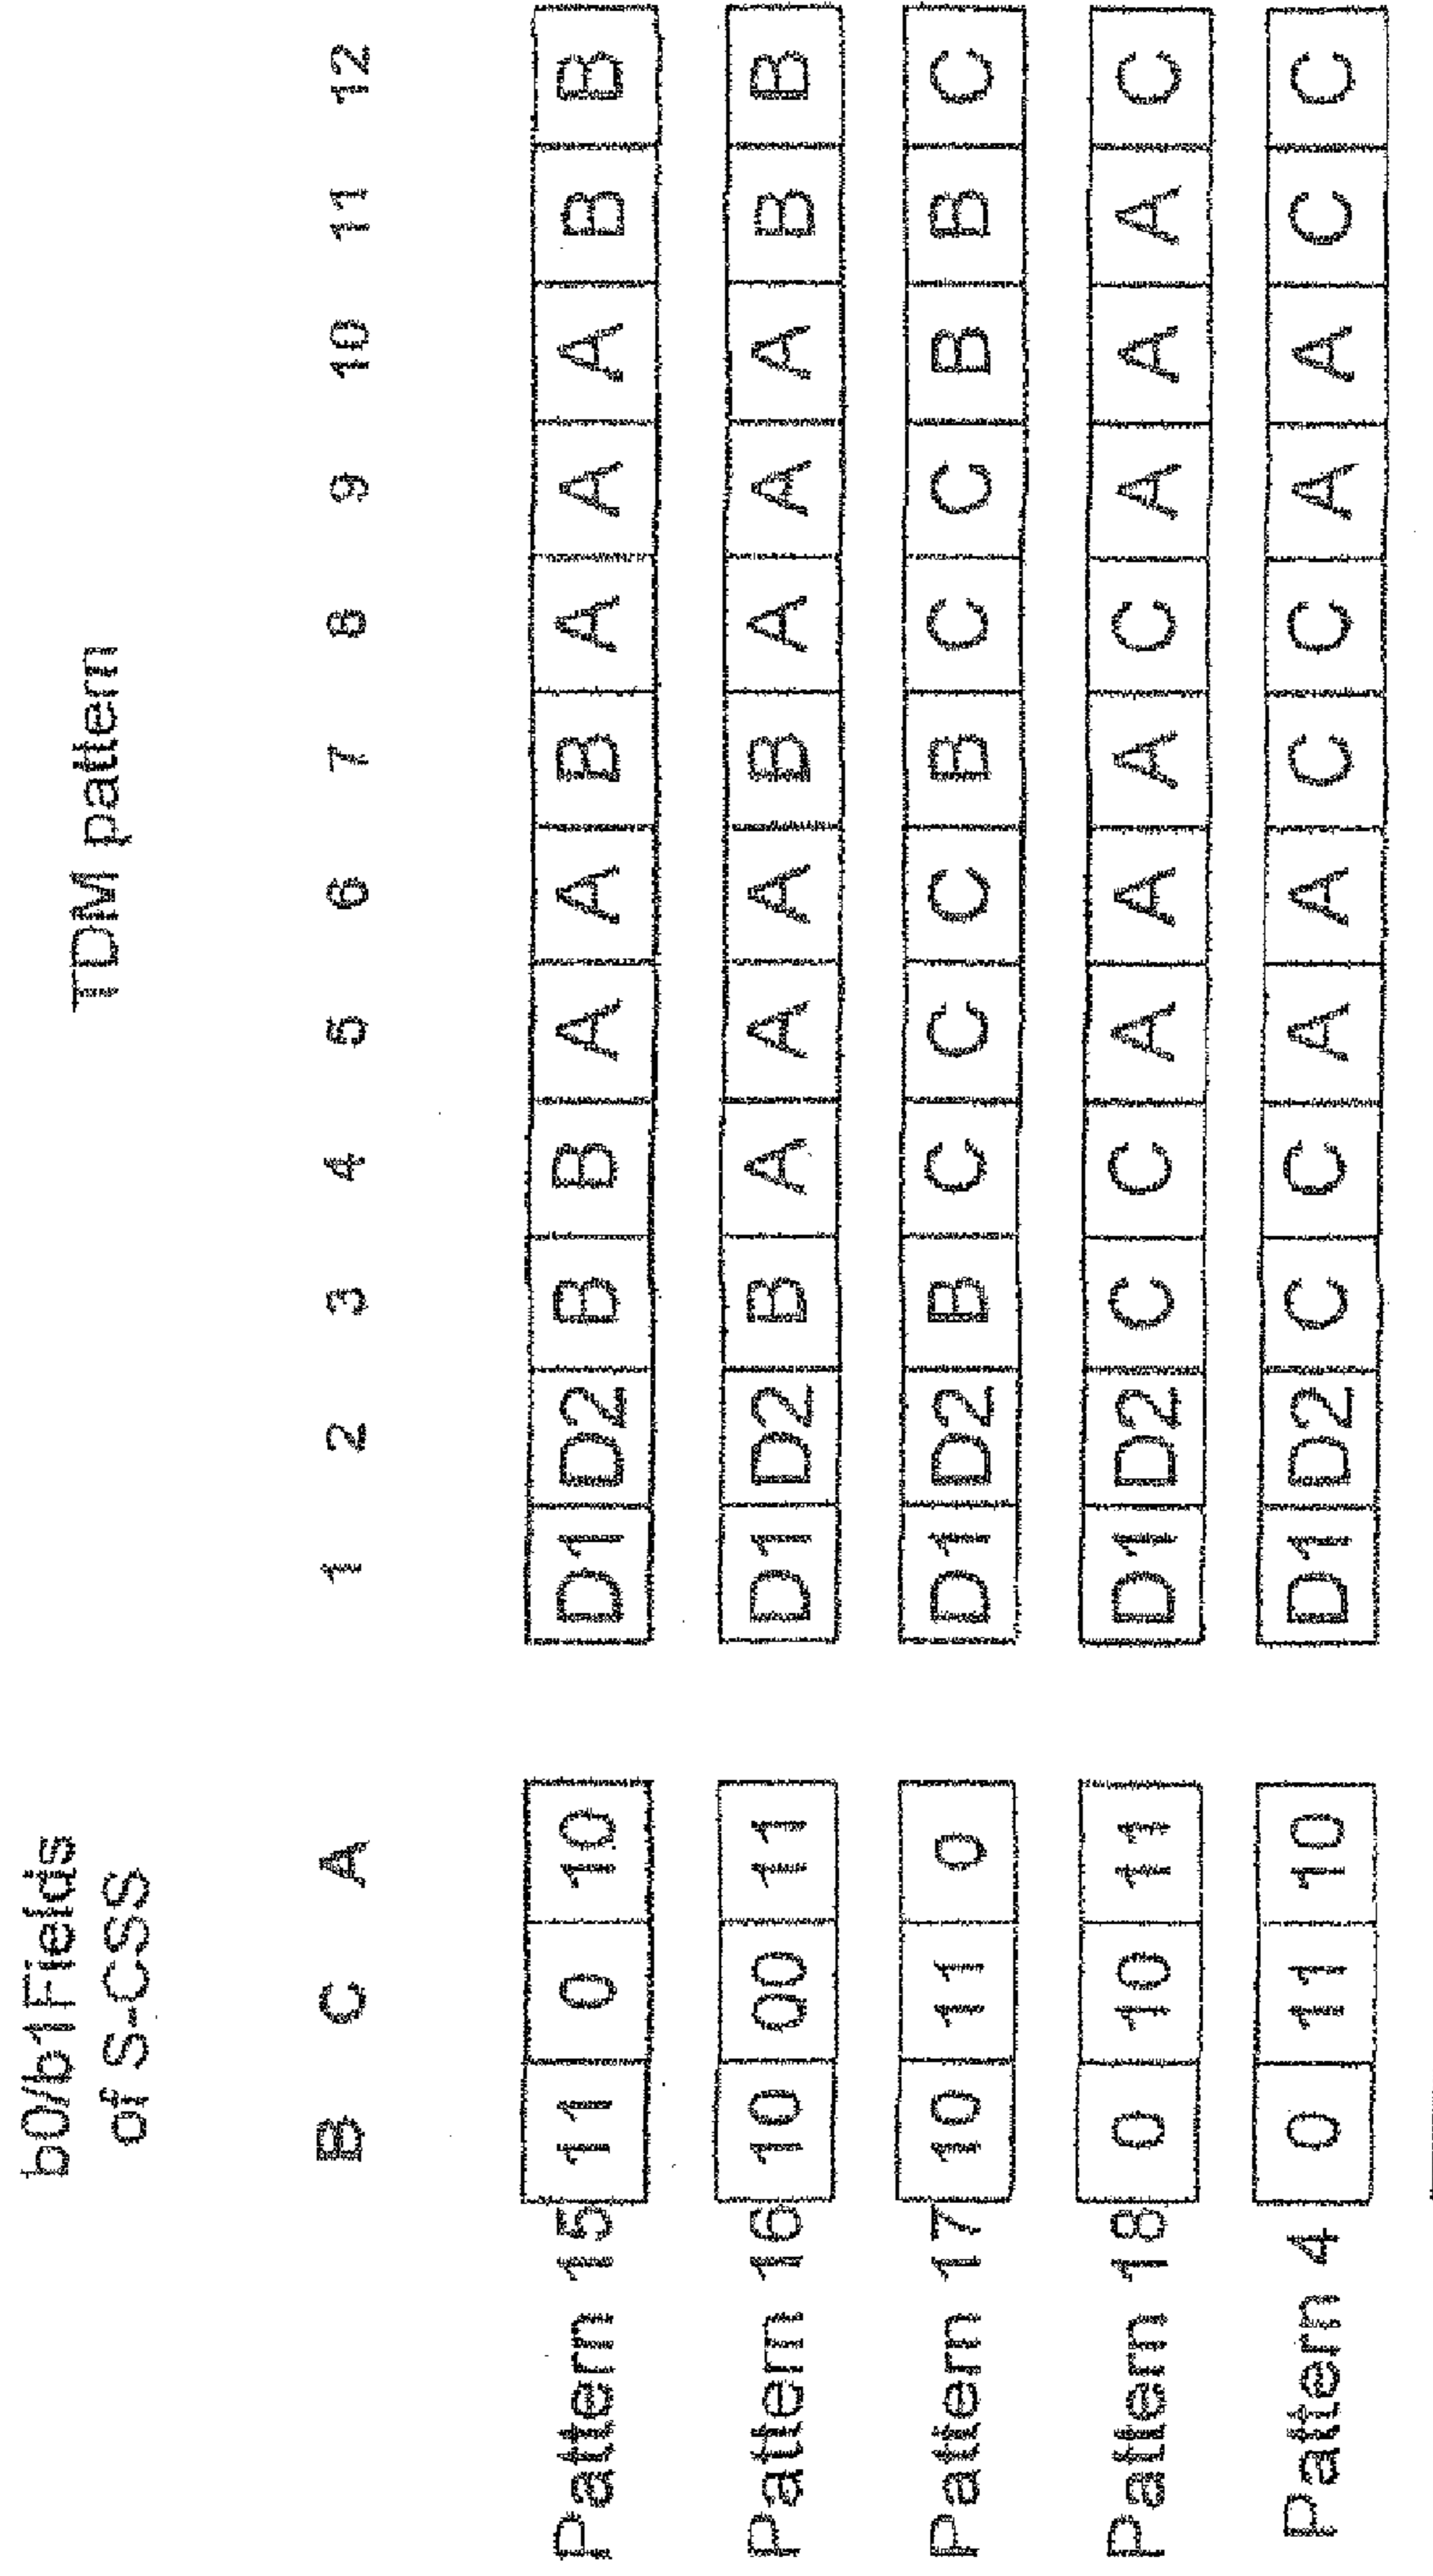 b0/b1Fields
of S-CSS
TDM pattern
B C A 1 2 3 4 5 6 7 8 9 10 11 12
Pattern 15 11 0 10 D1 D2 B B A A B A A A B B
Pattern 16 10 00 11 D1 D2 B A A A B A A A B B
Pattern 17 10 11 0 D1 D2 B C C C B C C B B C
Pattern 18 0 10 11 D1 D2 C C A A A C A A A C
Pattern 4 0 11 10 D1 D2 C C A A C C A A C C